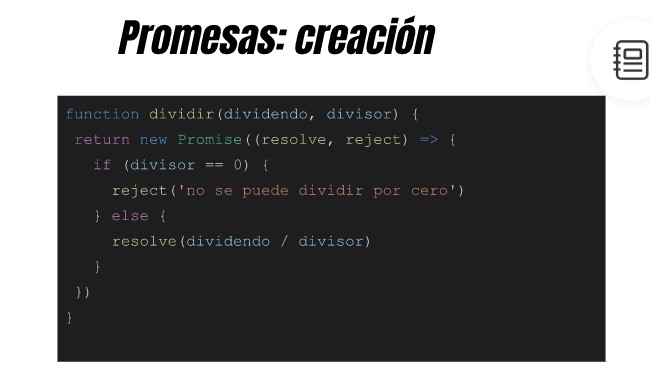 Promesas: creación
function dividir(dividendo, divisor) {
return new Promise((resolve, reject) => {
if (divisor == 0) {
reject('no se puede dividir por cero')
} else {
resolve(dividendo / divisor)
}
})
}